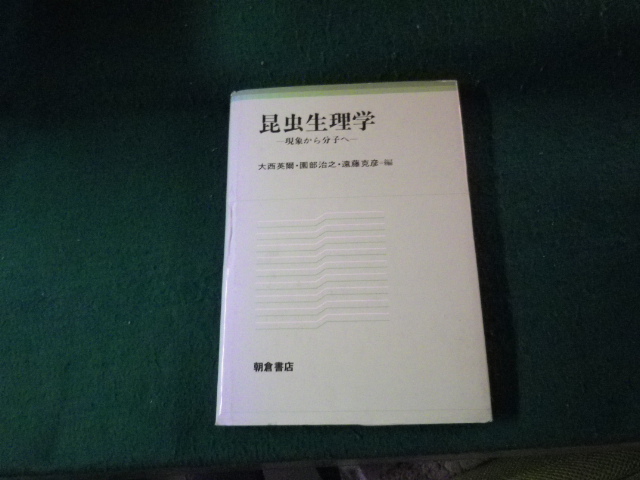 昆虫生理学
―現象から分子へ―
大西英爾・園部治之・遠藤克彦-編
朝倉書店